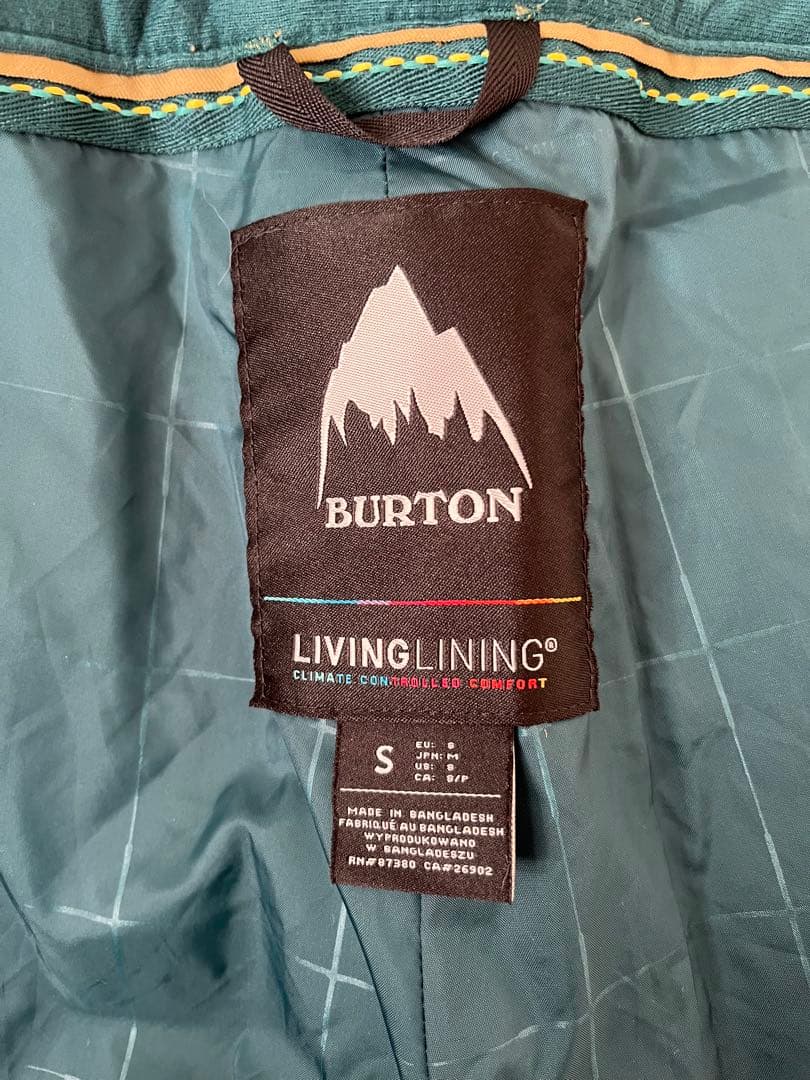 BURTON
LIVINGLINING®
CLIMATE CONTROLLED COMFORT
S
EU: S
JPN: M
US: S
CA: S/P
MADE IN BANGLADESH
FABRIQUÉ AU BANGLADESH
WYPRODUKOWANO
W BANGLADESZU
RN#87380 CA#26902